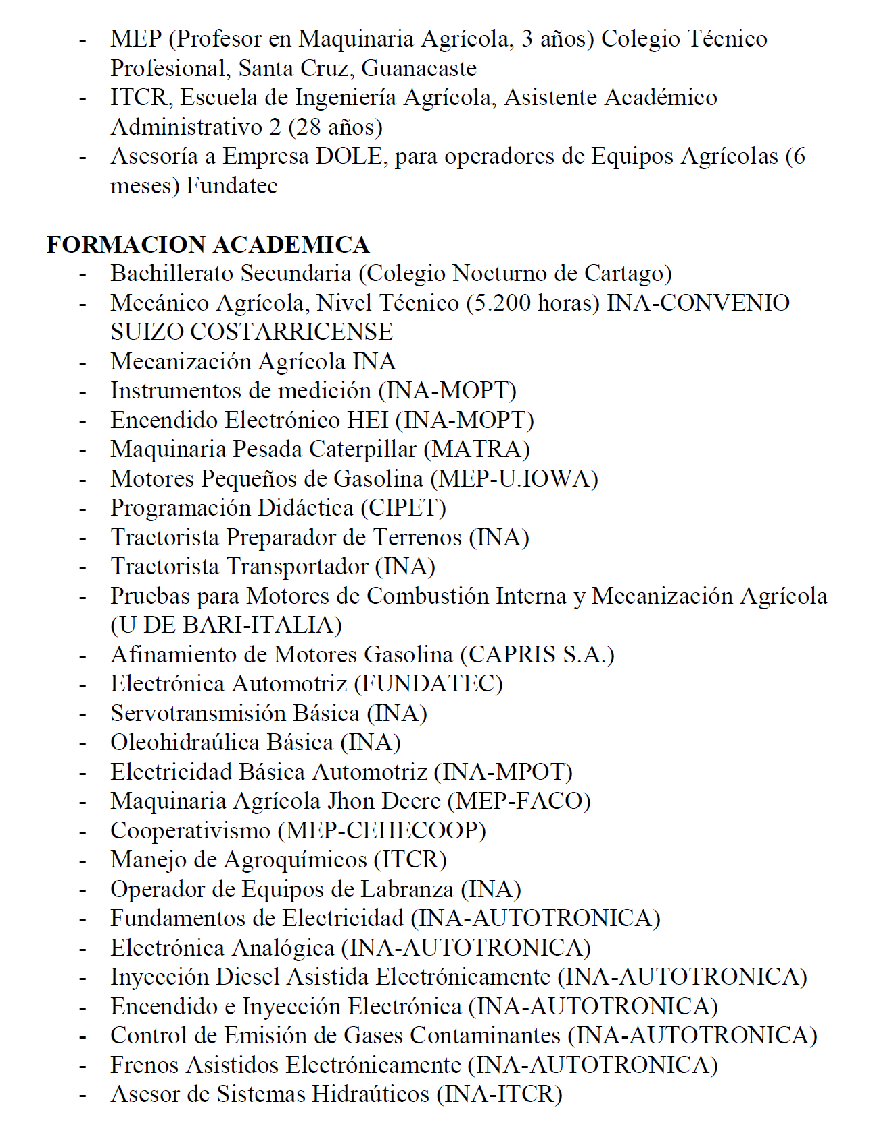 - MEP (Profesor en Maquinaria Agrícola, 3 años) Colegio Técnico
Profesional, Santa Cruz, Guanacaste
- ITCR, Escuela de Ingeniería Agrícola, Asistente Académico
Administrativo 2 (28 años)
- Asesoría a Empresa DOLE, para operadores de Equipos Agrícolas (6
meses) Fundatec
FORMACION ACADEMICA
- Bachillerato Secundaria (Colegio Nocturno de Cartago)
- Mecánico Agrícola, Nivel Técnico (5.200 horas) INA-CONVENIO
SUIZO COSTARRICENSE
- Mecanización Agrícola INA
- Instrumentos de medición (INA-MOPT)
- Encendido Electrónico HEI (INA-MOPT)
- Maquinaria Pesada Caterpillar (MATRA)
- Motores Pequeños de Gasolina (MEP-U.IOWA)
- Programación Didáctica (CIPET)
- Tractorista Preparador de Terrenos (INA)
- Tractorista Transportador (INA)
- Pruebas para Motores de Combustión Interna y Mecanización Agrícola
(U DE BARI-ITALIA)
- Afinamiento de Motores Gasolina (CAPRIS S.A.)
- Electrónica Automotriz (FUNDATEC)
- Servotransmisión Básica (INA)
- Oleohidraúlica Básica (INA)
- Electricidad Básica Automotriz (INA-MPOT)
- Maquinaria Agrícola Jhon Deere (MEP-FACO)
- Cooperativismo (MEP-CEHECOOP)
- Manejo de Agroquímicos (ITCR)
- Operador de Equipos de Labranza (INA)
- Fundamentos de Electricidad (INA-AUTOTRONICA)
- Electrónica Analógica (INA-AUTOTRONICA)
- Inyección Diesel Asistida Electrónicamente (INA-AUTOTRONICA)
- Encendido e Inyección Electrónica (INA-AUTOTRONICA)
- Control de Emisión de Gases Contaminantes (INA-AUTOTRONICA)
- Frenos Asistidos Electrónicamente (INA-AUTOTRONICA)
- Asesor de Sistemas Hidraúticos (INA-ITCR)